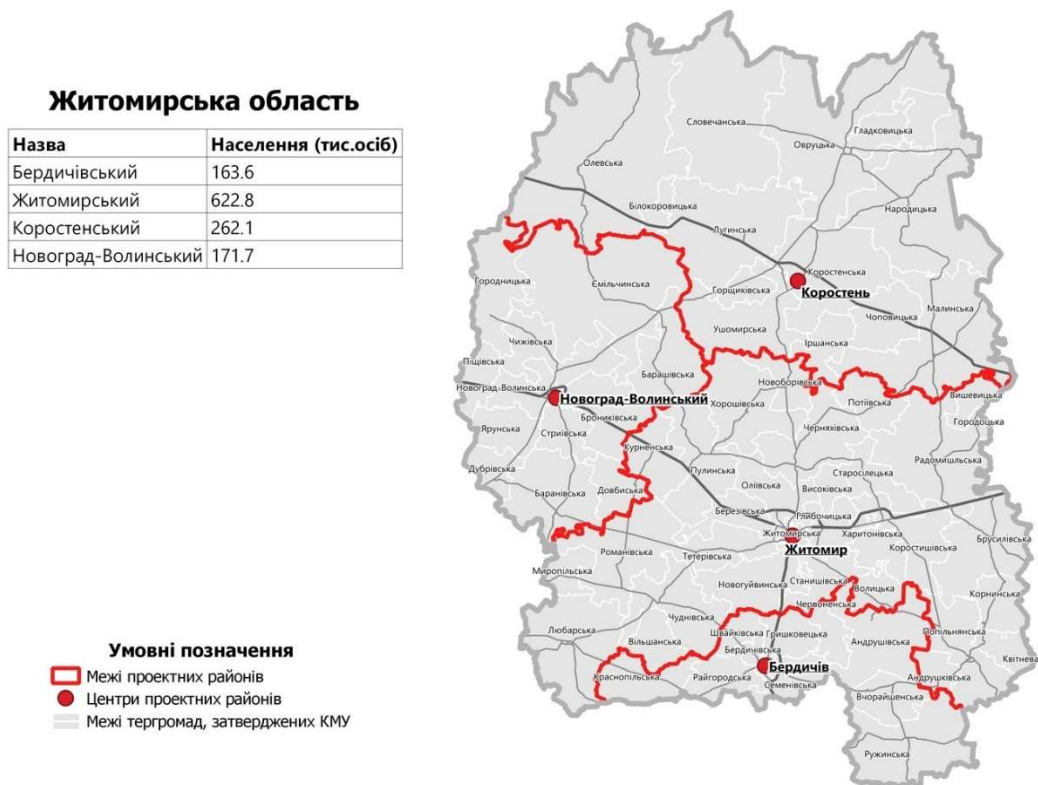 Житомирська область
Назва Населення (тис.осіб)
Бердичівський 163.6
Житомирський 622.8
Коростенський 262.1
Новоград-Волинський 171.7
Умовні позначення
Межі проектних районів
Центри проектних районів
Межі тергромад, затверджених КМУ
Словечанська
Гладковицька
Овруцька
Олевська
Білокоровицька
Народицька
Лугинська
Коростенська
Городницька
Ємільчинська
Горщиківська
Коростень
Малинська
Чоповицька
Ушомирська
Іршанська
Чижівська
Піщівська
Барашівська
Новоград-Волинська
Новоборівська
Вишевицька
Новоград-Волинський
Хорошівська
Потіївська
Брониківська
Городоцька
Ярунська
Стриївська
Черняхівська
Курненська
Радомишльська
Дубрівська
Пулинська
Старосілецька
Оліївська
Високівська
Баранівська
Довбиська
Березівська
Глибочицька
Житомирська
Харитонівська
Брусилівська
Житомир
Романівська
Тетерівська
Коростишівська
Миропільська
Новогуйвинська
Станишівська
Волицька
Корнинська
Червоненська
Чуднівська
Любарська
Вільшанська
Швайківська
Гришковецька
Попільнянська
Бердичівська
Андрушівська
Квітнева
Бердичів
Краснопільська
Райгородська
Семенівська
Андрушківська
Вчорайшенська
Ружинська